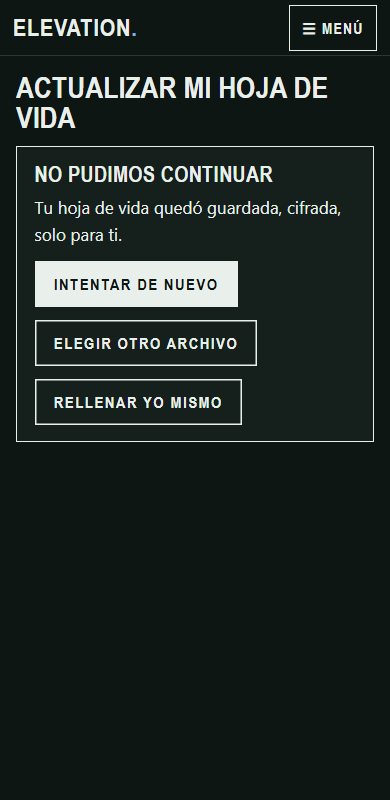 ELEVATION.
☰ MENÚ
ACTUALIZAR MI HOJA DE
VIDA
NO PUDIMOS CONTINUAR
Tu hoja de vida quedó guardada, cifrada,
solo para ti.
INTENTAR DE NUEVO
ELEGIR OTRO ARCHIVO
RELLENAR YO MISMO